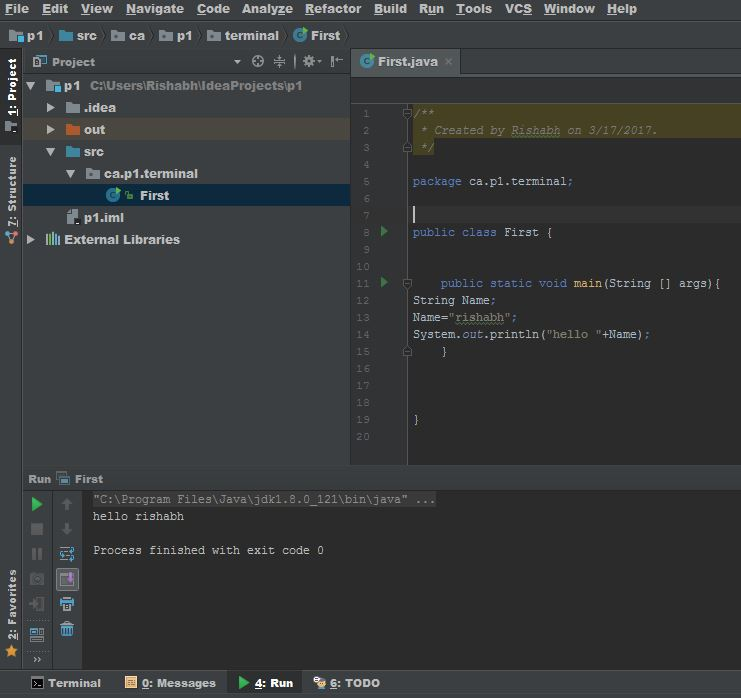 File Edit View Navigate Code Analyze Refactor Build Run Tools VCS Window Help
p1 src ca p1 terminal First
1: Project
7: Structure
2: Favorites
Project
p1 C:\Users\Rishabh\IdeaProjects\p1
.idea
out
src
ca.p1.terminal
First
p1.iml
External Libraries
First.java
1 /**
2 * Created by Rishabh on 3/17/2017.
3 */
4
5 package ca.p1.terminal;
6
7
8 public class First {
9
10
11 public static void main(String [] args){
12 String Name;
13 Name="rishabh";
14 System.out.println("hello "+Name);
15 }
16
17
18
19 }
20
Run First
"C:\Program Files\Java\jdk1.8.0_121\bin\java" ...
hello rishabh
Process finished with exit code 0
Terminal 0: Messages 4: Run 6: TODO